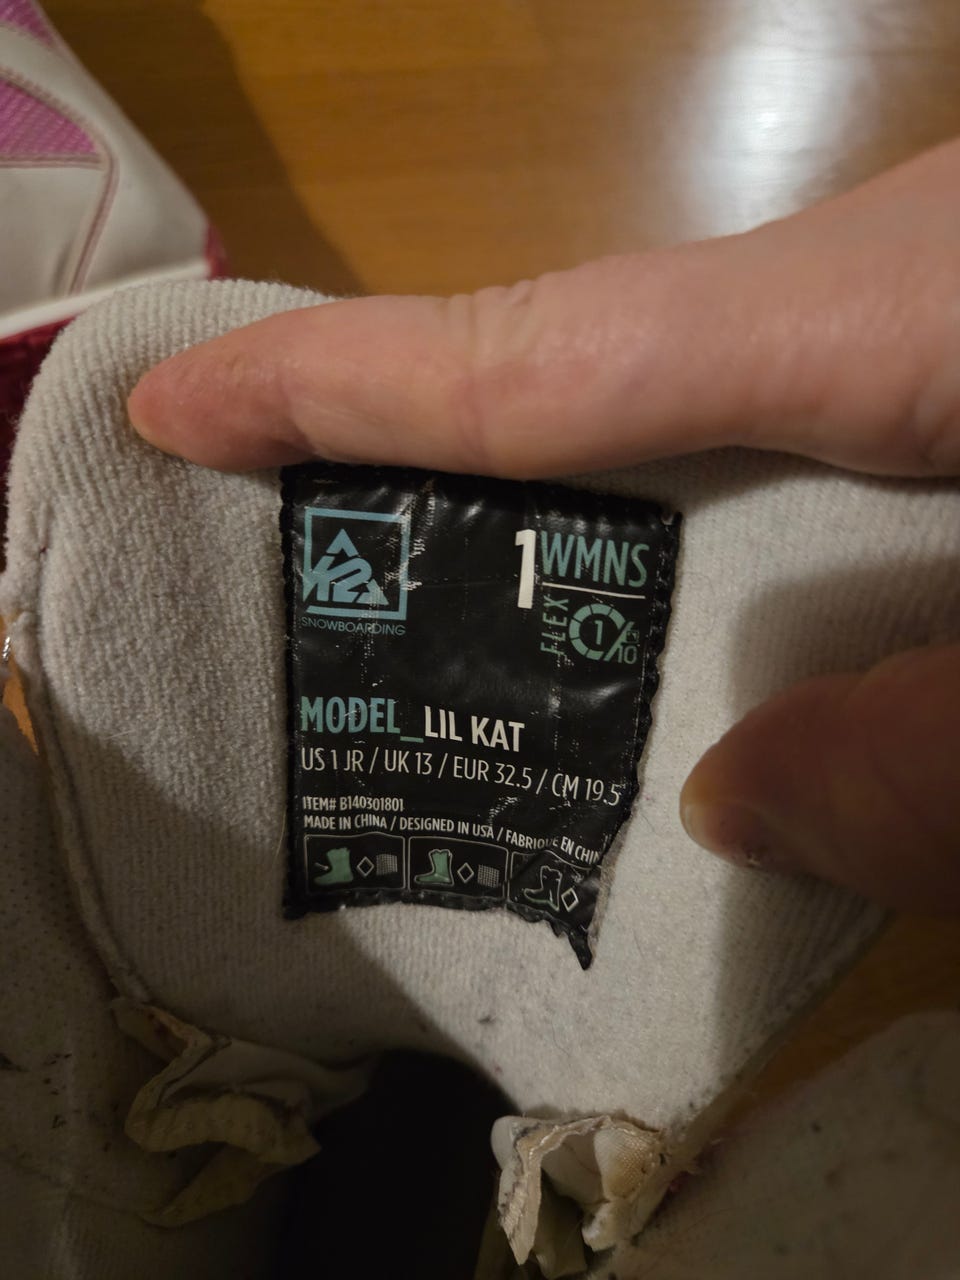 K2
SNOWBOARDING
1 WMNS
FLEX 1/10
MODEL_LIL KAT
US 1 JR / UK 13 / EUR 32.5 / CM 19.5
ITEM# B140301801
MADE IN CHINA / DESIGNED IN USA / FABRIQUÉ EN CHIN